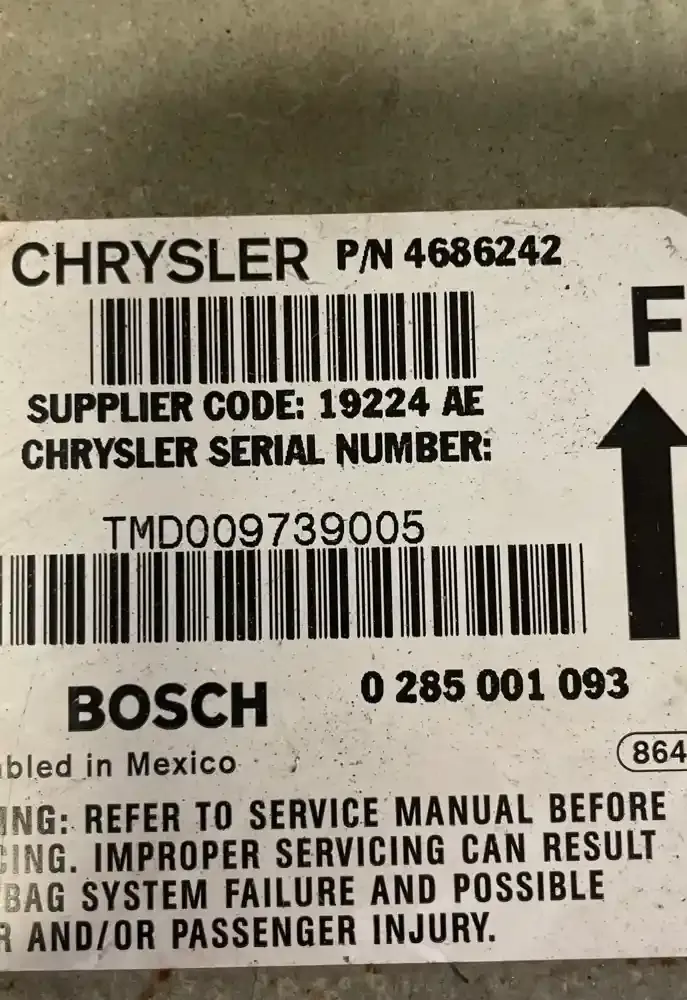 CHRYSLER P/N 4686242
F
SUPPLIER CODE: 19224 AE
CHRYSLER SERIAL NUMBER:
TMD009739005
BOSCH 0 285 001 093
bled in Mexico
864
NG: REFER TO SERVICE MANUAL BEFORE
CING. IMPROPER SERVICING CAN RESULT
BAG SYSTEM FAILURE AND POSSIBLE
R AND/OR PASSENGER INJURY.